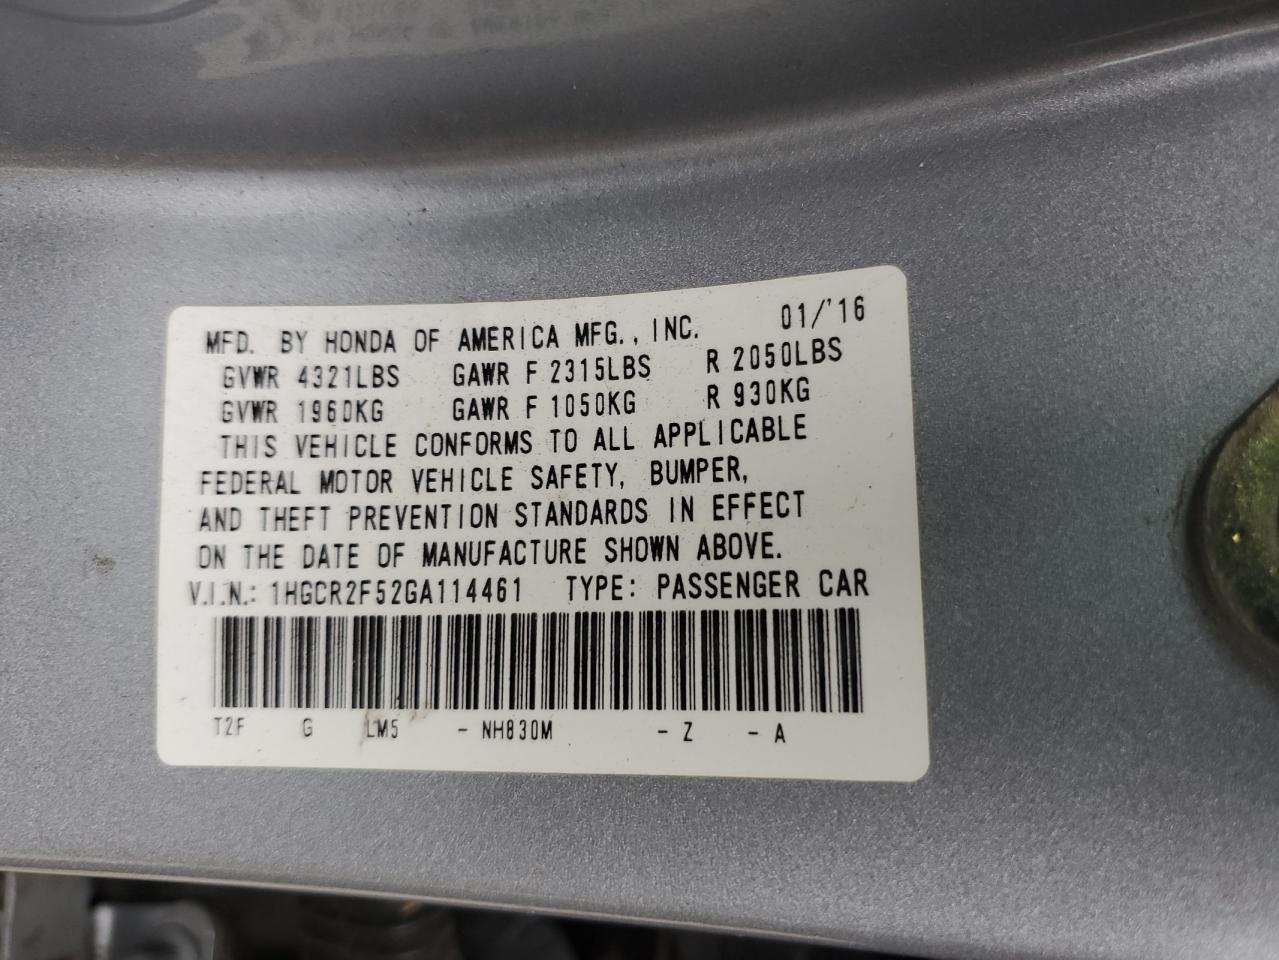 MFD. BY HONDA OF AMERICA MFG., INC. 01/'16
GVWR 4321LBS GAWR F 2315LBS R 2050LBS
GVWR 1960KG GAWR F 1050KG R 930KG
THIS VEHICLE CONFORMS TO ALL APPLICABLE
FEDERAL MOTOR VEHICLE SAFETY, BUMPER,
AND THEFT PREVENTION STANDARDS IN EFFECT
ON THE DATE OF MANUFACTURE SHOWN ABOVE.
V.I.N.: 1HGCR2F52GA114461 TYPE: PASSENGER CAR
T2F G LM5 - NH830M - Z - A